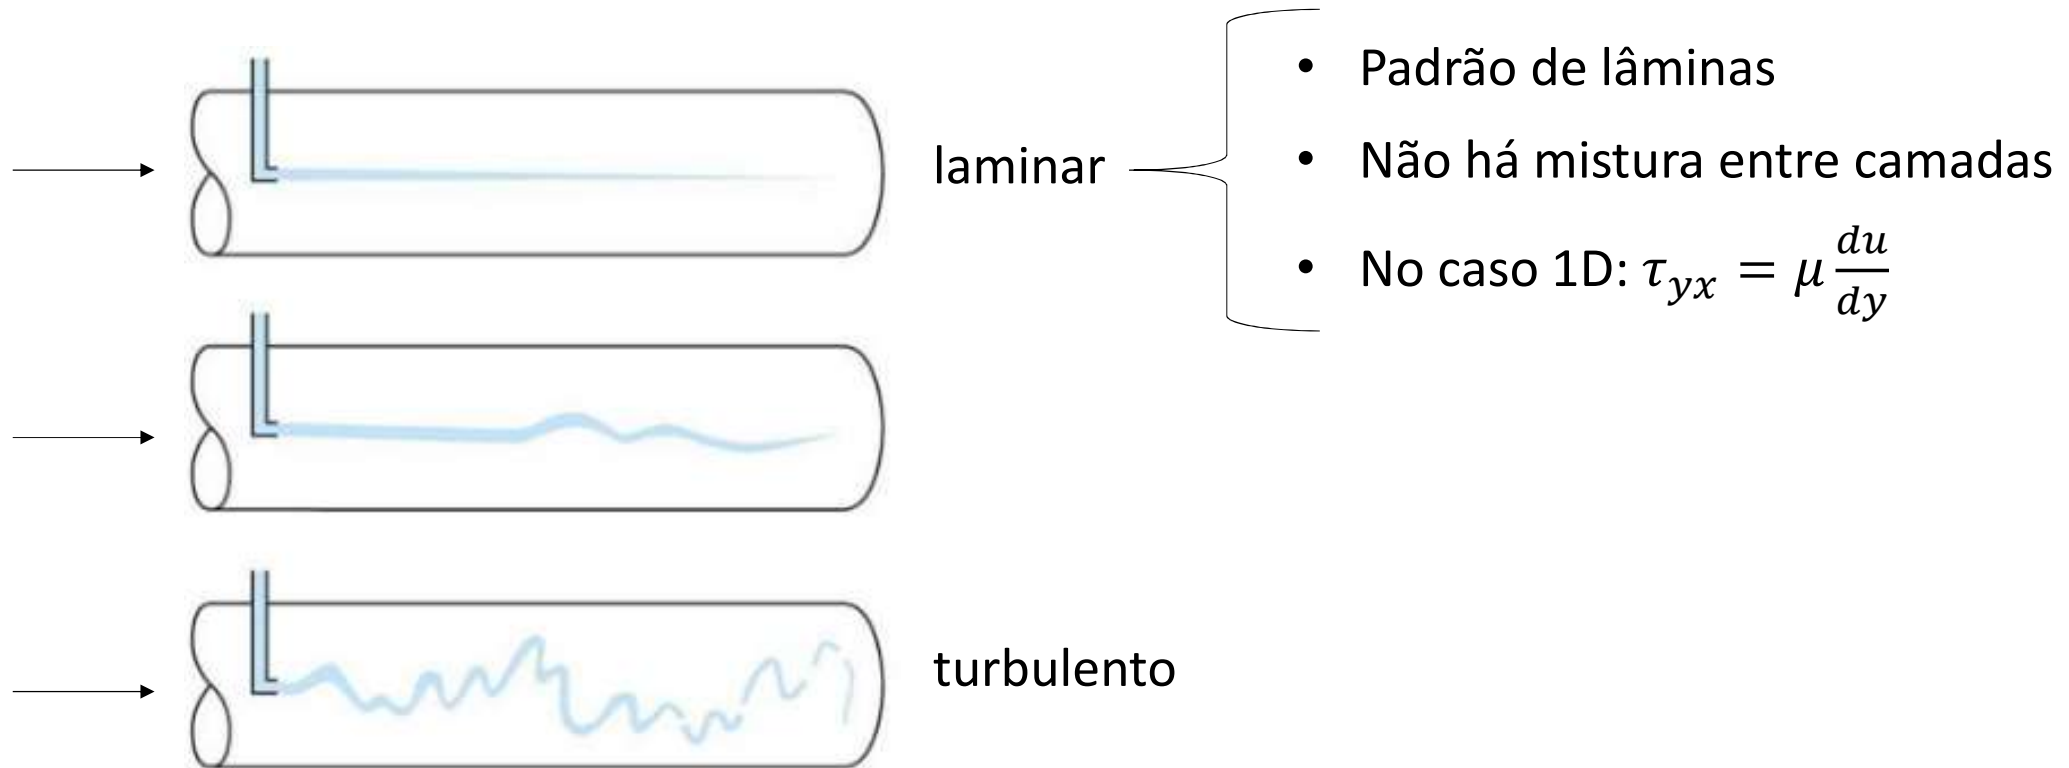 • Padrão de lâminas
laminar
• Não há mistura entre camadas
• No caso 1D: τ_yx = μ du/dy
turbulento